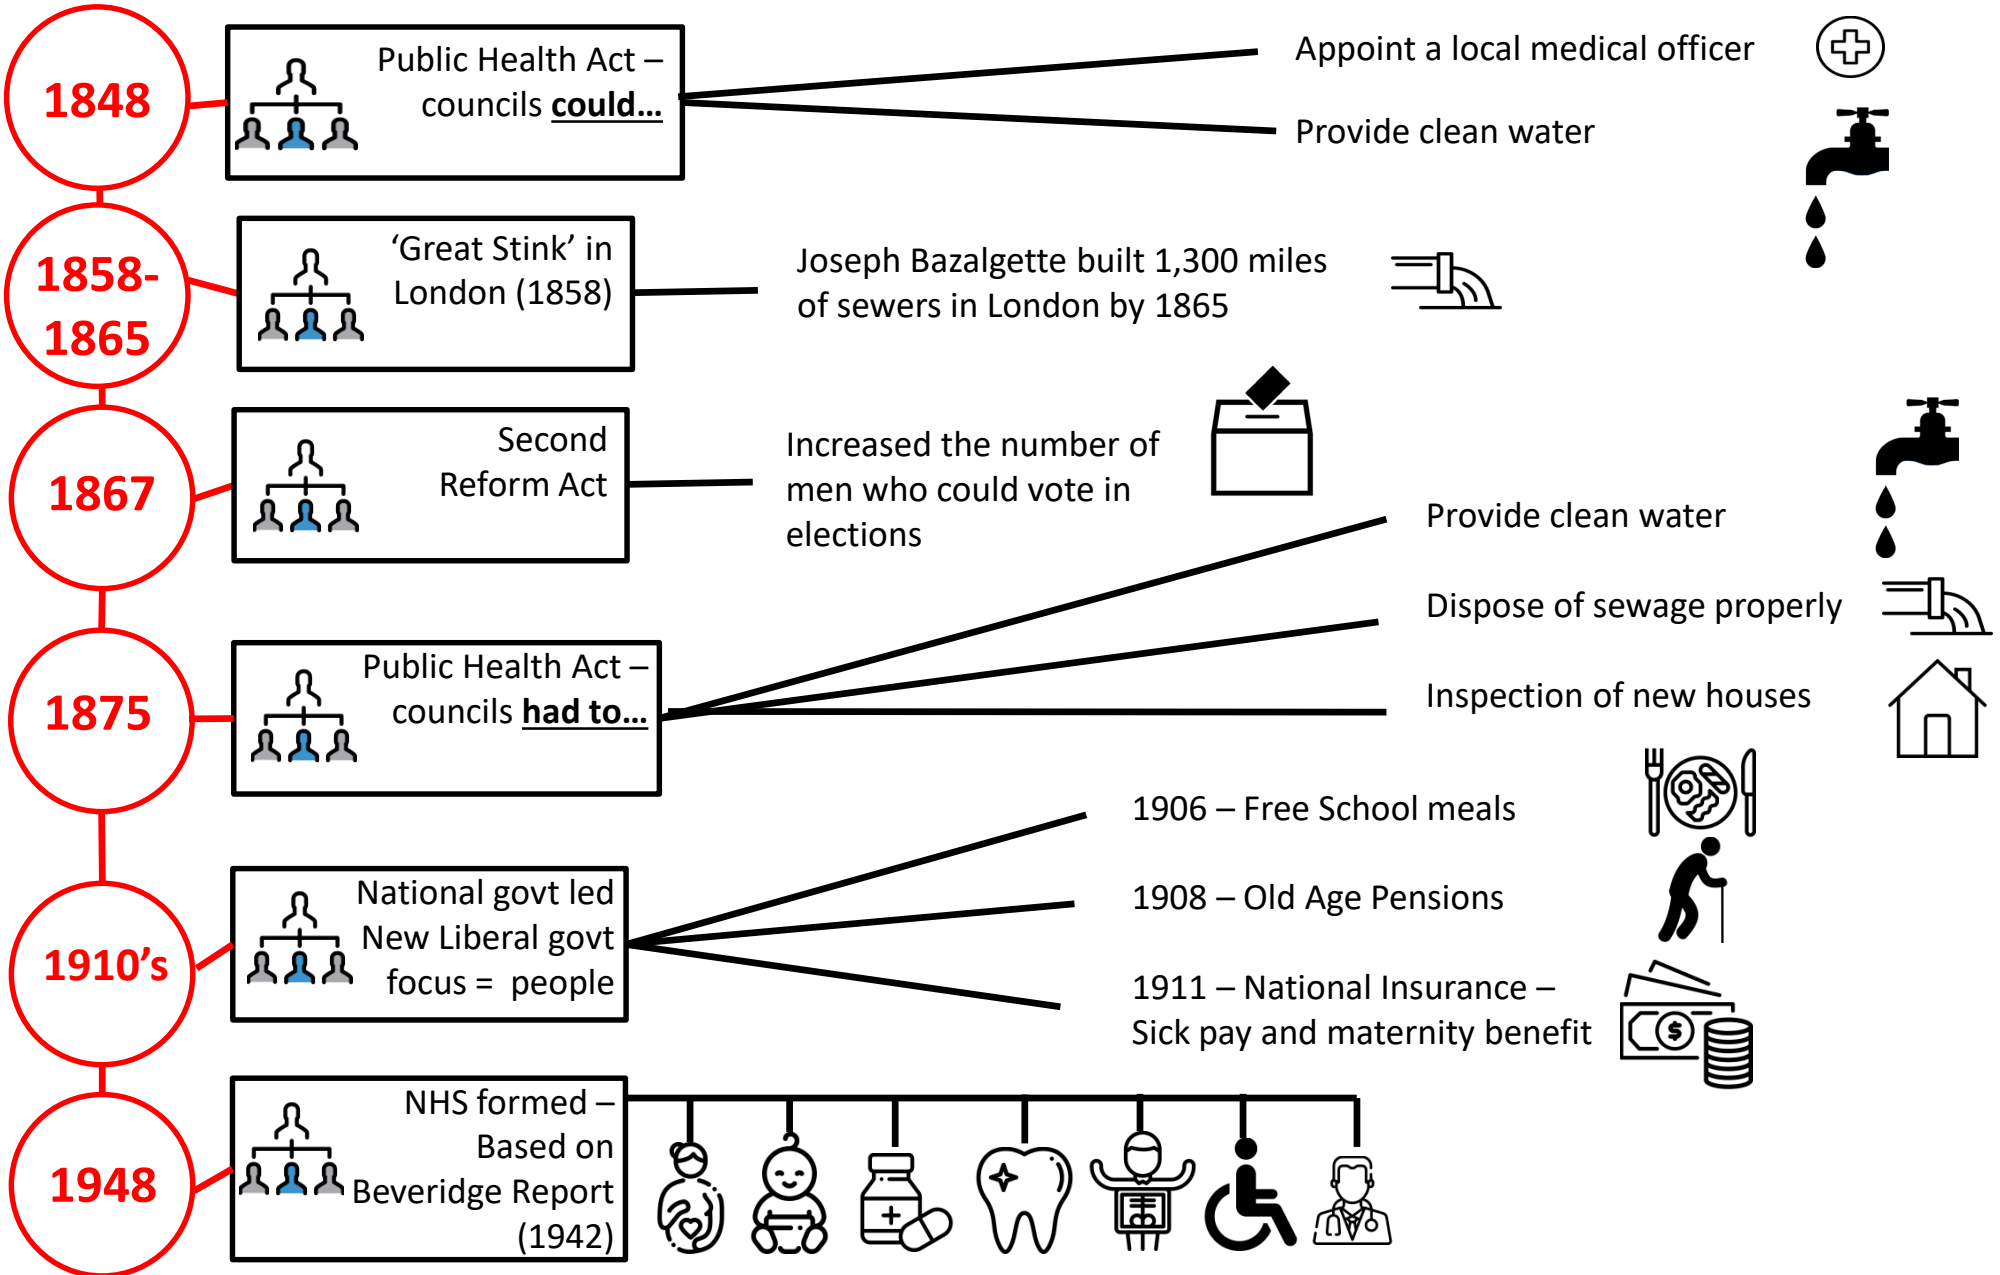 1848
Public Health Act –
councils could...
Appoint a local medical officer
Provide clean water
1858-
1865
‘Great Stink’ in
London (1858)
Joseph Bazalgette built 1,300 miles
of sewers in London by 1865
1867
Second
Reform Act
Increased the number of
men who could vote in
elections
1875
Public Health Act –
councils had to...
Provide clean water
Dispose of sewage properly
Inspection of new houses
1910’s
National govt led
New Liberal govt
focus = people
1906 – Free School meals
1908 – Old Age Pensions
1911 – National Insurance –
Sick pay and maternity benefit
$
1948
NHS formed –
Based on
Beveridge Report
(1942)